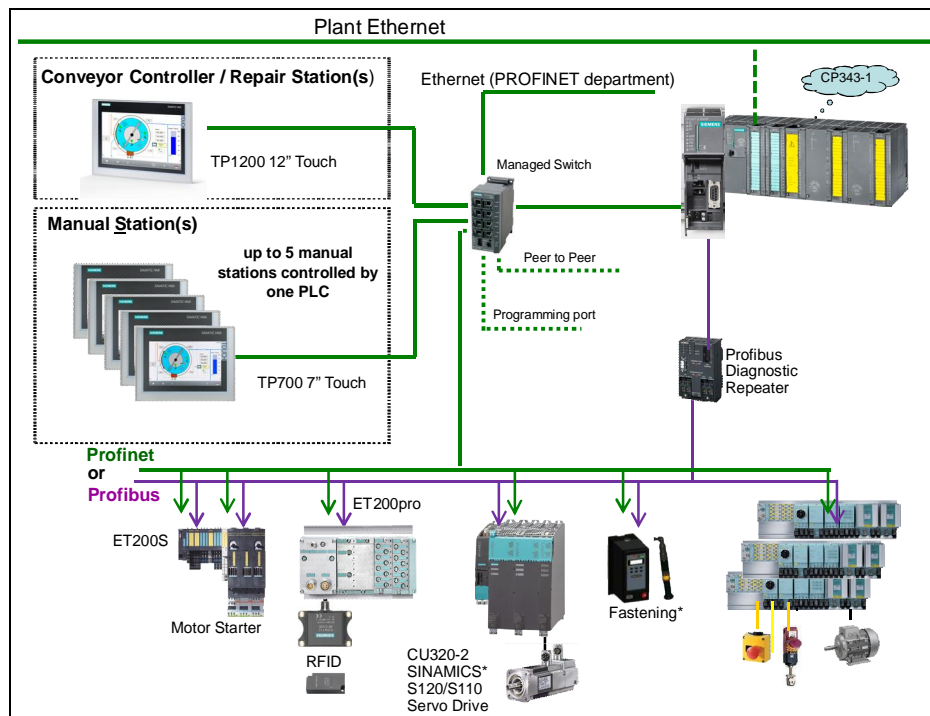 Plant Ethernet
Conveyor Controller / Repair Station(s)
TP1200 12” Touch
Ethernet (PROFINET department)
CP343-1
SIEMENS
Managed Switch
Manual Station(s)
up to 5 manual
stations controlled by
one PLC
TP700 7” Touch
Peer to Peer
Programming port
Profibus
Diagnostic
Repeater
Profinet
or
Profibus
ET200S
Motor Starter
ET200pro
RFID
CU320-2
SINAMICS*
S120/S110
Servo Drive
Fastening*